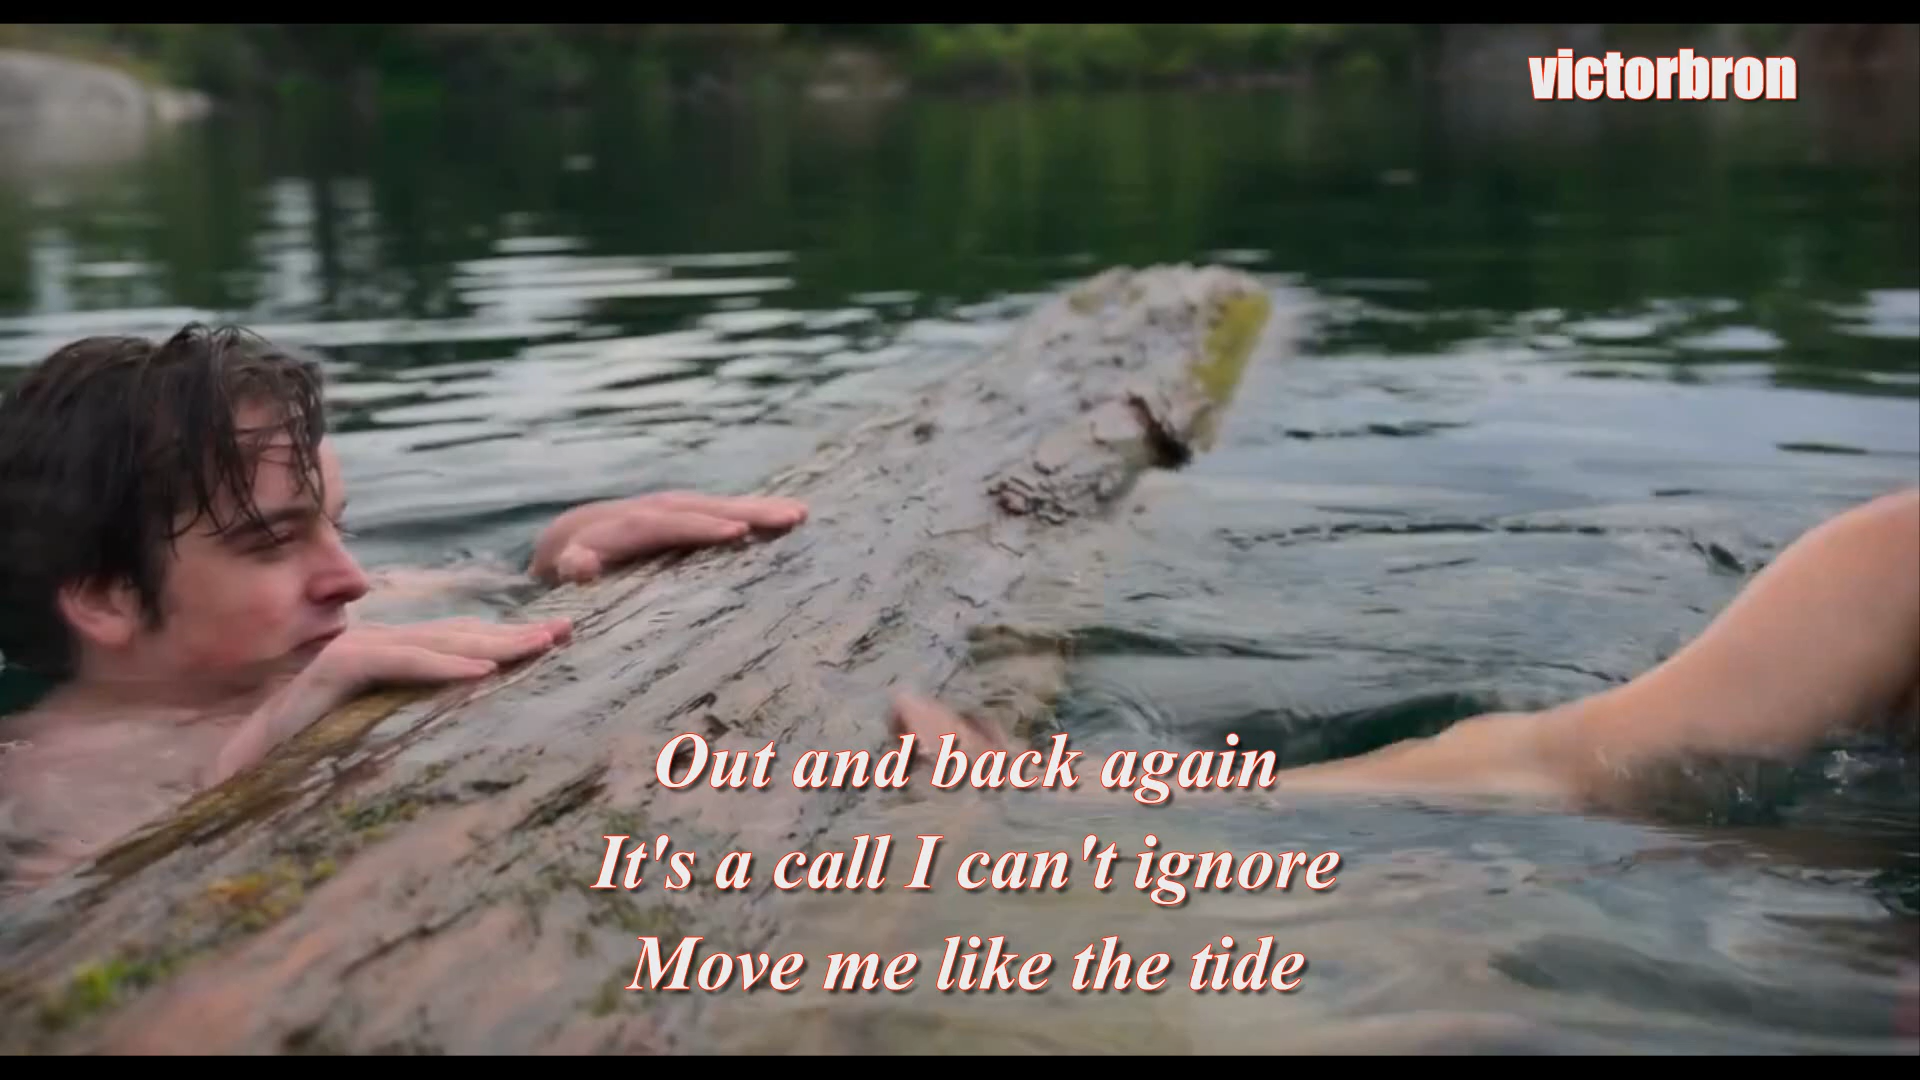 victorbron
Out and back again
It's a call I can't ignore
Move me like the tide